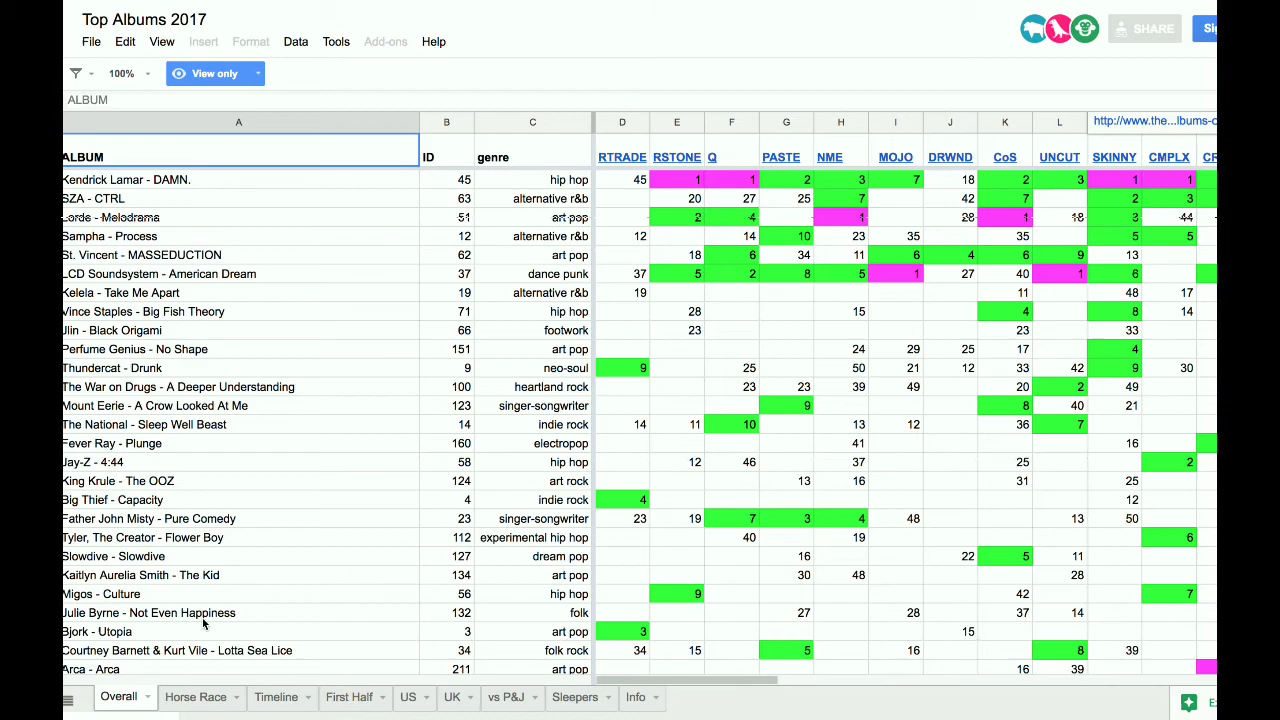 Top Albums 2017
File Edit View Insert Format Data Tools Add-ons Help
SHARE
100% View only
ALBUM
A B C D E F G H I J K L http://www.the...lbums-o
ALBUM ID genre RTRADE RSTONE Q PASTE NME MOJO DRWND CoS UNCUT SKINNY CMPLX
Kendrick Lamar - DAMN. 45 hip hop 45 1 1 2 3 7 18 2 3 1 1
SZA - CTRL 63 alternative r&b 20 27 25 7 42 7 2 3
Lorde - Melodrama 51 art pop 2 4 1 28 1 18 3 44
Sampha - Process 12 alternative r&b 12 14 10 23 35 35 5 5
St. Vincent - MASSEDUCTION 62 art pop 18 6 34 11 6 4 6 9 13
LCD Soundsystem - American Dream 37 dance punk 37 5 2 8 5 1 27 40 1 6
Kelela - Take Me Apart 19 alternative r&b 19 11 48 17
Vince Staples - Big Fish Theory 71 hip hop 28 15 4 8 14
Jlin - Black Origami 66 footwork 23 23 33
Perfume Genius - No Shape 151 art pop 24 29 25 17 4
Thundercat - Drunk 9 neo-soul 9 25 50 21 12 33 42 9 30
The War on Drugs - A Deeper Understanding 100 heartland rock 23 23 39 49 20 2 49
Mount Eerie - A Crow Looked At Me 123 singer-songwriter 9 8 40 21
The National - Sleep Well Beast 14 indie rock 14 11 10 13 12 36 7
Fever Ray - Plunge 160 electropop 41 16
Jay-Z - 4:44 58 hip hop 12 46 37 25 2
King Krule - The OOZ 124 art rock 13 16 31 25
Big Thief - Capacity 4 indie rock 4 12
Father John Misty - Pure Comedy 23 singer-songwriter 23 19 7 3 4 48 13 50
Tyler, The Creator - Flower Boy 112 experimental hip hop 40 19 6
Slowdive - Slowdive 127 dream pop 16 22 5 11
Kaitlyn Aurelia Smith - The Kid 134 art pop 30 48 28
Migos - Culture 56 hip hop 9 42 7
Julie Byrne - Not Even Happiness 132 folk 27 28 37 14
Bjork - Utopia 3 art pop 3 15
Courtney Barnett & Kurt Vile - Lotta Sea Lice 34 folk rock 34 15 5 16 8 39
Arca - Arca 211 art pop 16 39
Overall Horse Race Timeline First Half US UK vs P&J Sleepers Info